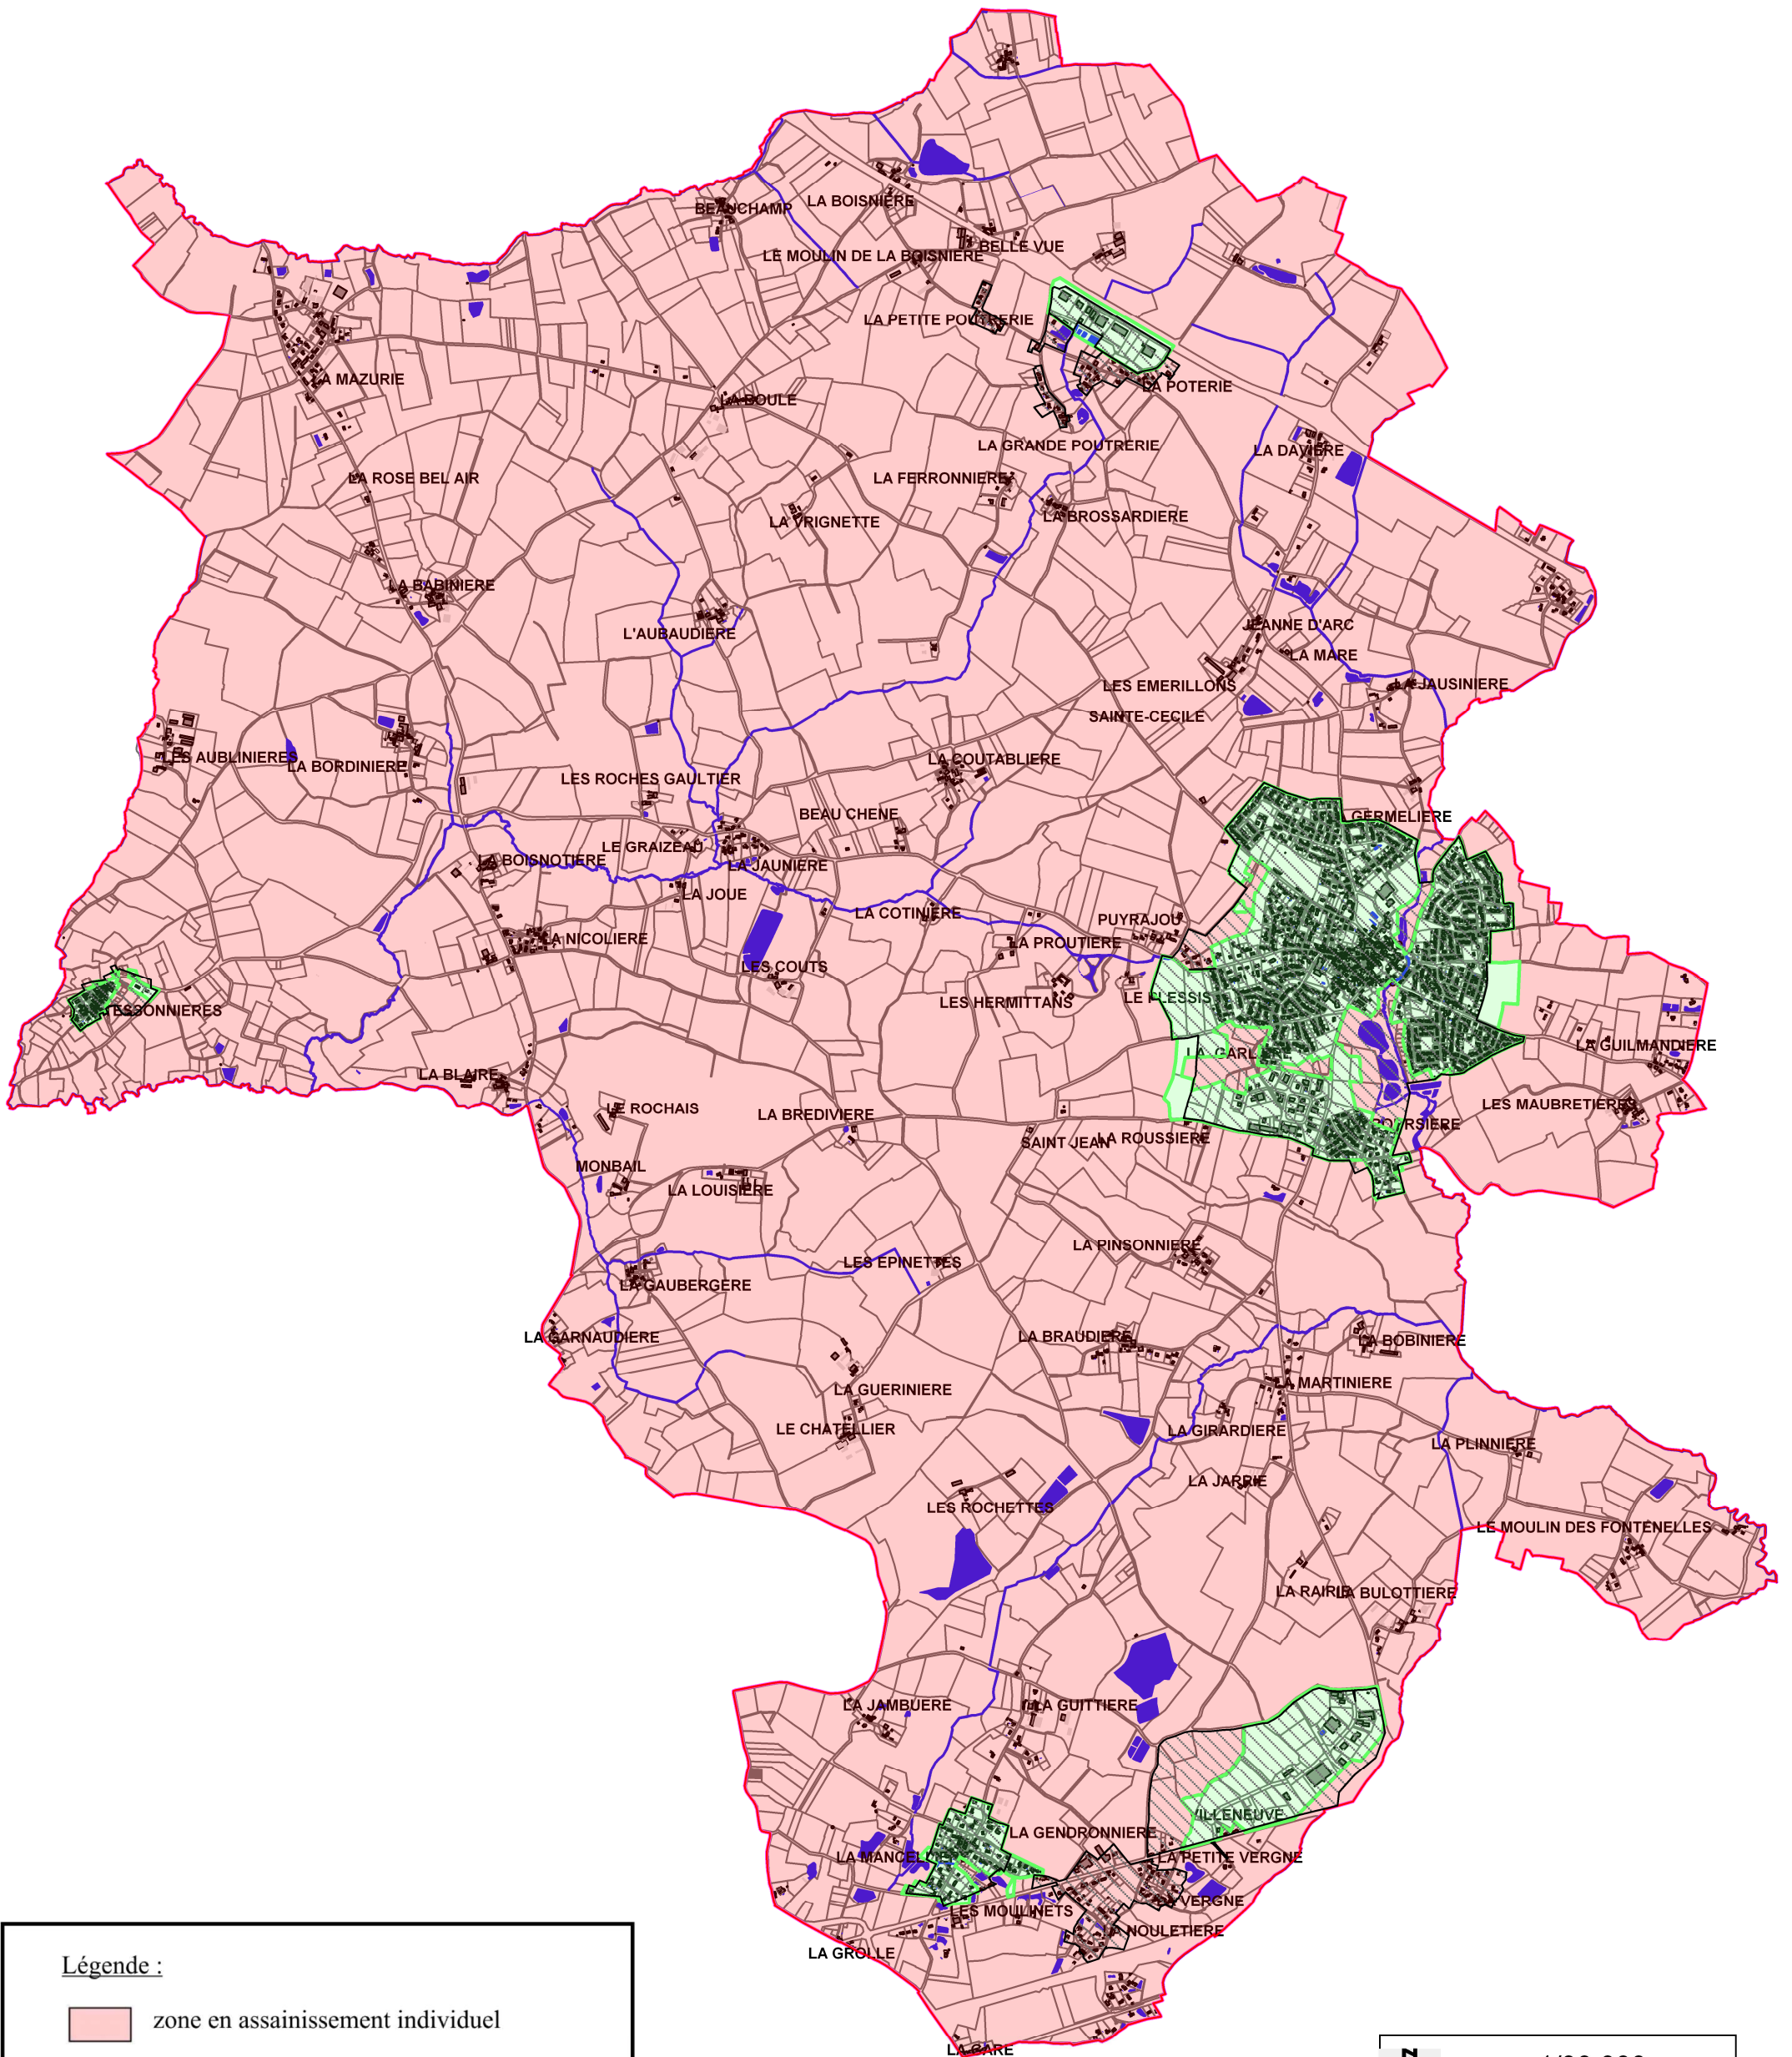 BEAUCHAMP
LA BOISNIERE
BELLE VUE
LE MOULIN DE LA BOISNIERE
LA PETITE POUTRERIE
LA MAZURIE
LA POTERIE
LA BOULE
LA GRANDE POUTRERIE
LA DAVIERE
LA ROSE BEL AIR
LA FERRONNIERE
LA BROSSARDIERE
LA VRIGNETTE
LA BABINIERE
JEANNE D'ARC
L'AUBAUDIERE
LA MARE
LA JAUSINIERE
LES EMERILLONS
SAINTE-CECILE
LES AUBLINIERES
LA BORDINIERE
LA COUTABLIERE
LES ROCHES GAULTIER
BEAU CHENE
GERMELIERE
LE GRAIZEAU
LA BOISNOTIERE
LA JAUNIERE
LA JOUE
LA COTINIERE
PUYRAJOU
LA NICOLIERE
LA PROUTIERE
LES COUTS
LE PLESSIS
LES HERMITTANS
TESSONNIERES
LA GUILMANDIERE
LA BLAIRE
LES MAUBRETIERES
LE ROCHAIS
LA BREDIVIERE
SAINT JEAN
LA ROUSSIERE
MONBAIL
LA LOUISIERE
LA PINSONNIERE
LES EPINETTES
LA GAUBERGERE
LA GARNAUDIERE
LA BRAUDIERE
LA BOBINIERE
LA MARTINIERE
LA GUERINIERE
LE CHATELLIER
LA GIRARDIERE
LA PLINNIERE
LA JARRIE
LES ROCHETTES
LE MOULIN DES FONTENELLES
LA RAIRIE
LA BULOTTIERE
LA JAMBUERE
LA GUITTIERE
VILLENEUVE
LA GENDRONNIERE
LA PETITE VERGNE
VERGNE
LES MOULINETS
LA NOULETIERE
LA GROLLE
LA GARE
Légende :
zone en assainissement individuel